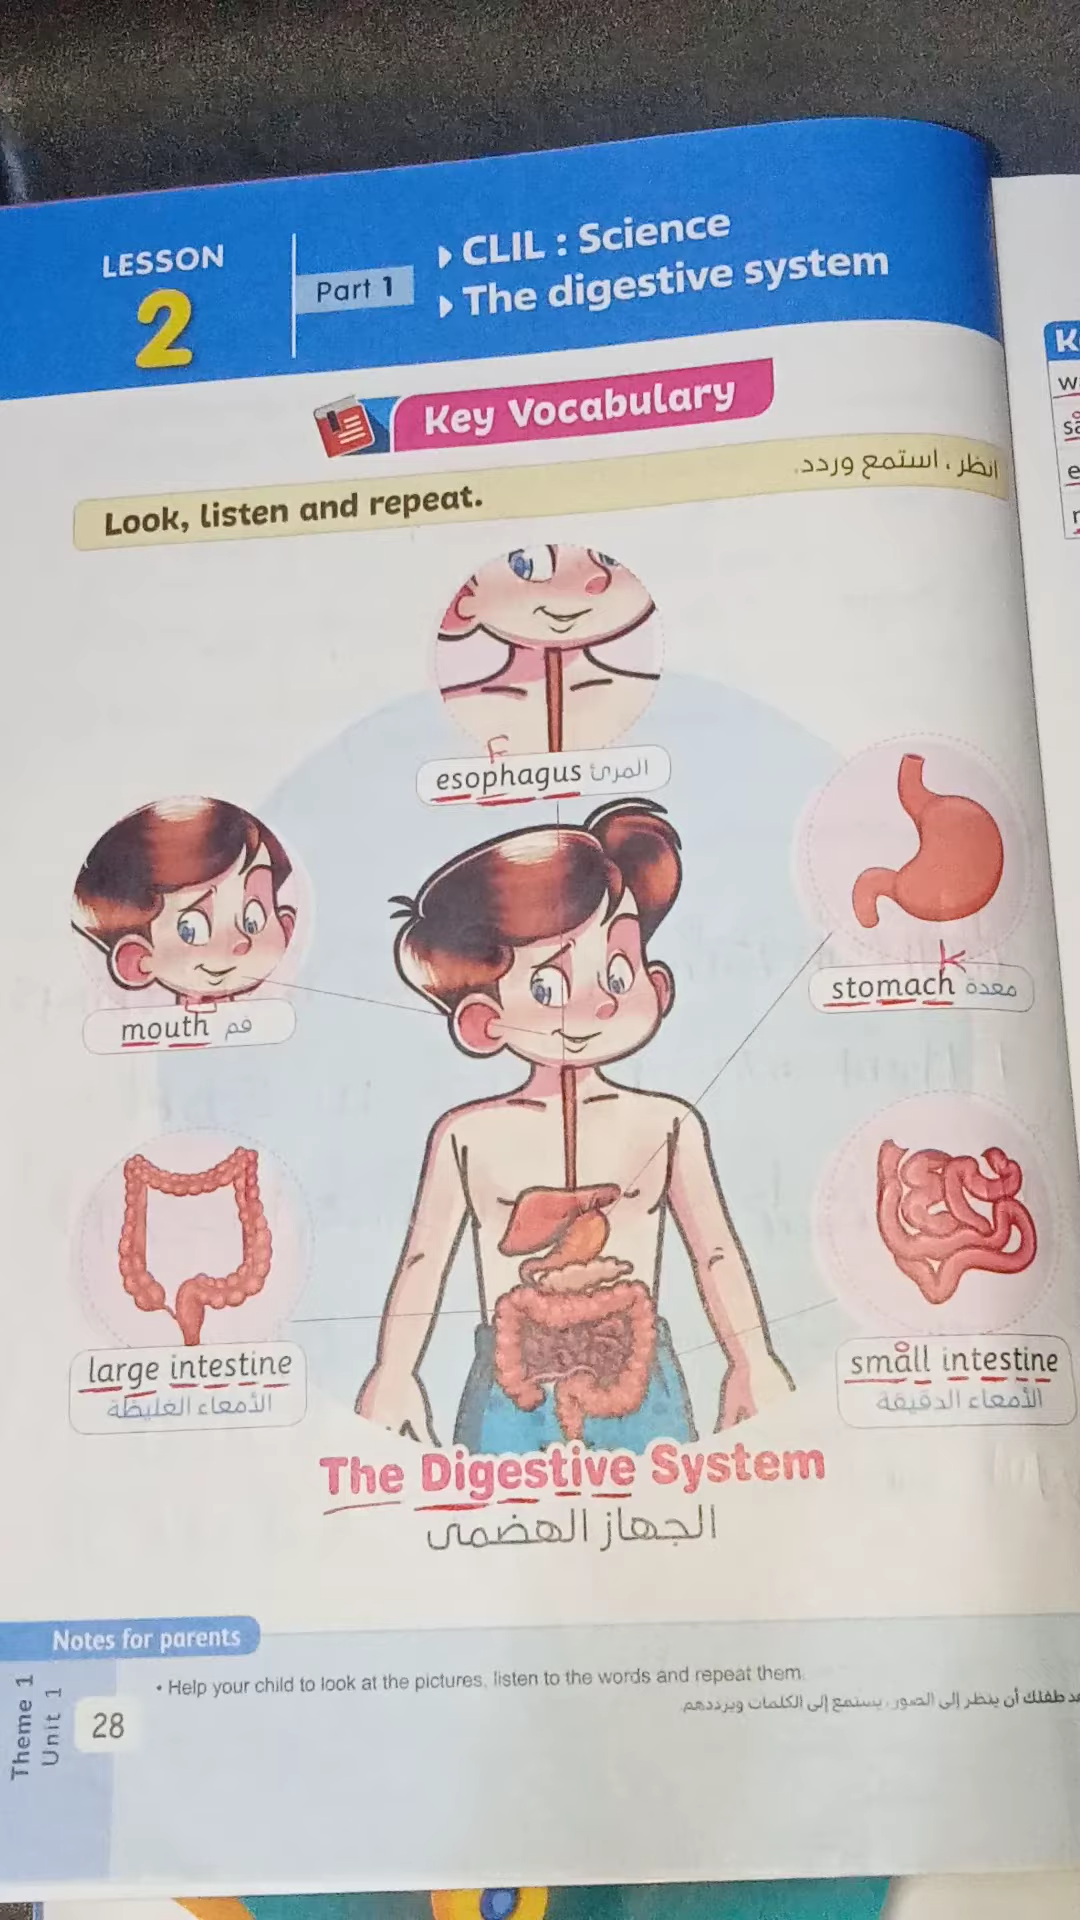 LESSON
2
Part 1
CLIL : Science
The digestive system
Key Vocabulary
Look, listen and repeat.
انظر ، استمع وردد.
F
esophagus المرئ
mouth فم
K
stomach معدة
large intestine
الأمعاء الغليظة
small intestine
الأمعاء الدقيقة
The Digestive System
الجهاز الهضمى
Notes for parents
• Help your child to look at the pictures, listen to the words and repeat them.
طفلك أن ينظر إلى الصور، يستمع إلى الكلمات ويرددهم
Theme 1
Unit 1
28